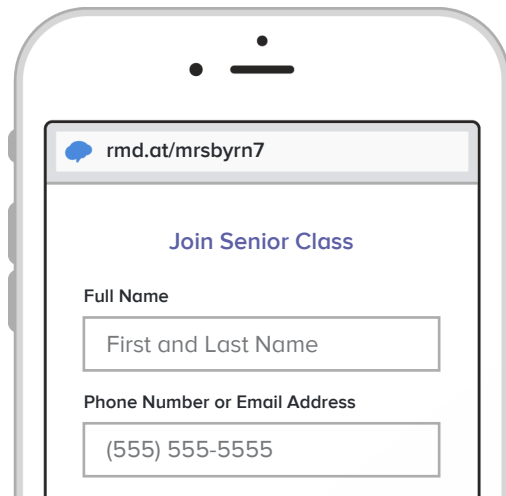 rmd.at/mrsbyrn7
Join Senior Class
Full Name
First and Last Name
Phone Number or Email Address
(555) 555-5555